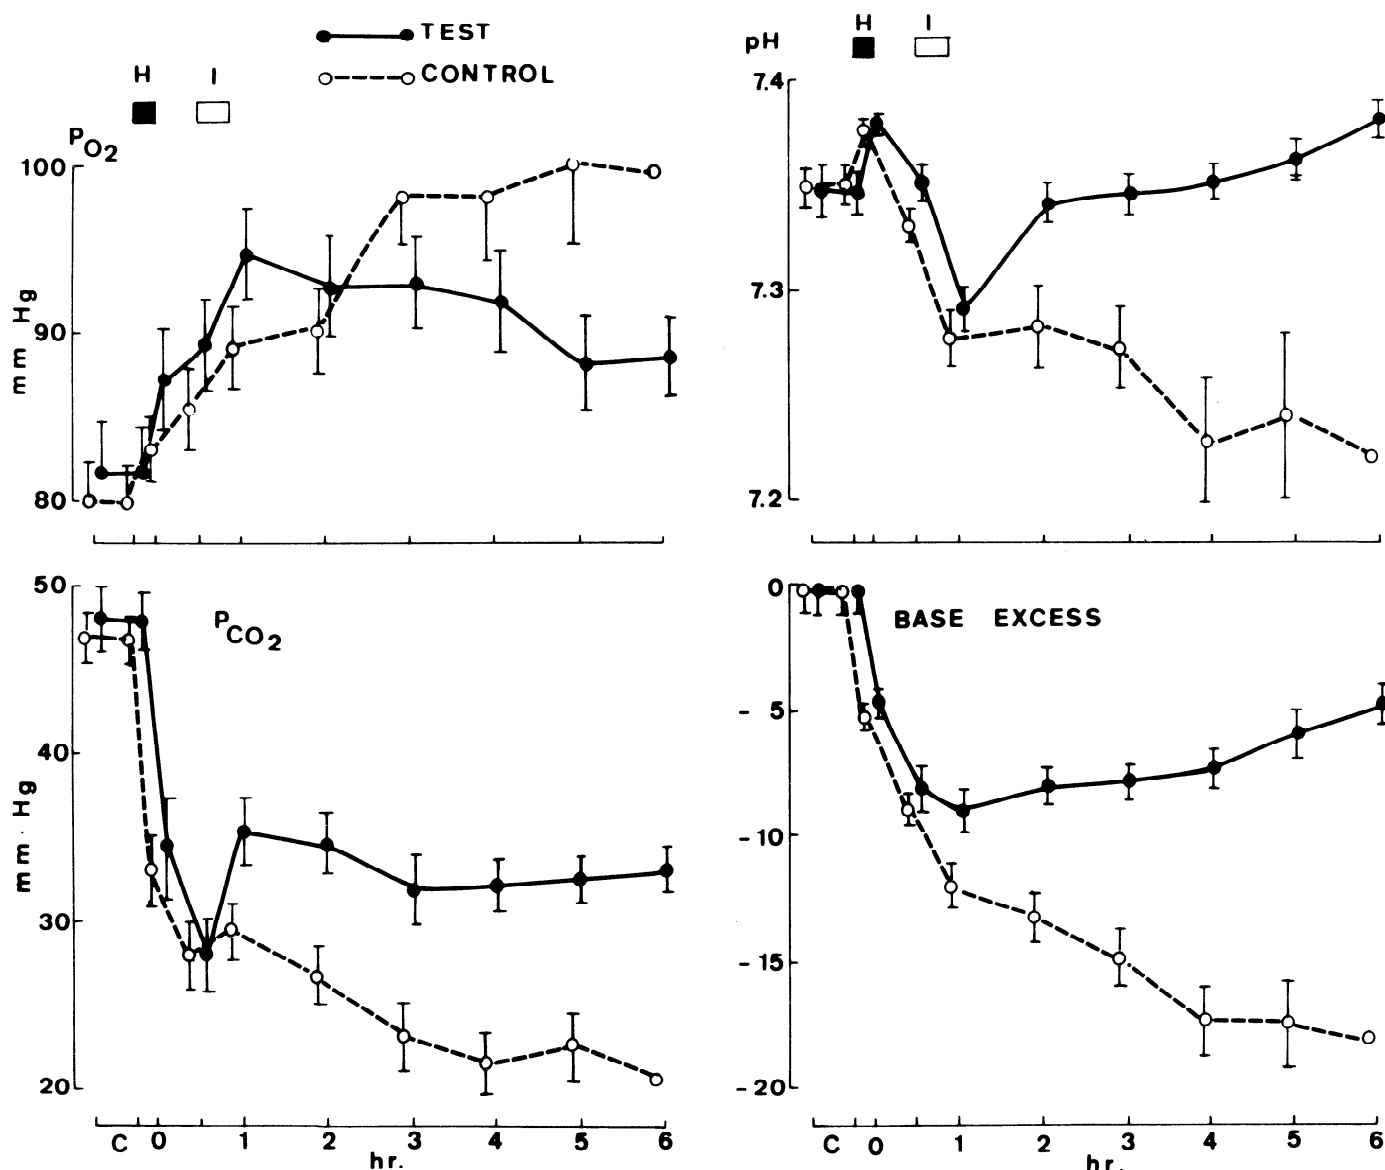 TEST
CONTROL
H I
PO2
100
90
80
mm Hg
H I
pH
7.4
7.3
7.2
PCO2
50
40
30
20
mm · Hg
C 0 1 2 3 4 5 6
hr.
BASE EXCESS
0
- 5
- 10
- 15
- 20
C 0 1 2 3 4 5 6
hr.